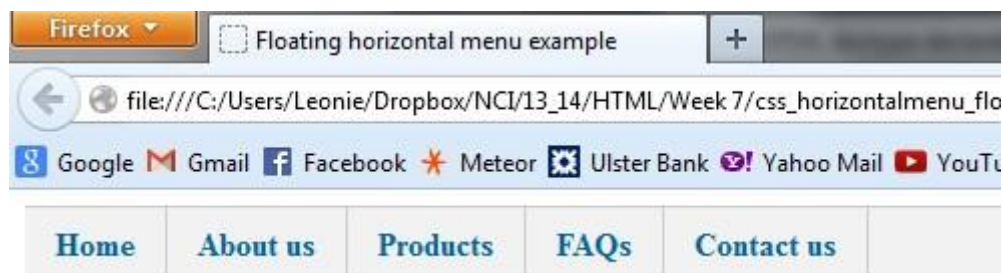 Firefox
Floating horizontal menu example +
file:///C:/Users/Leonie/Dropbox/NCI/13_14/HTML/Week 7/css_horizontalmenu_flo
8 Google M Gmail f Facebook Meteor Ulster Bank Y! Yahoo Mail YouTu
Home About us Products FAQs Contact us